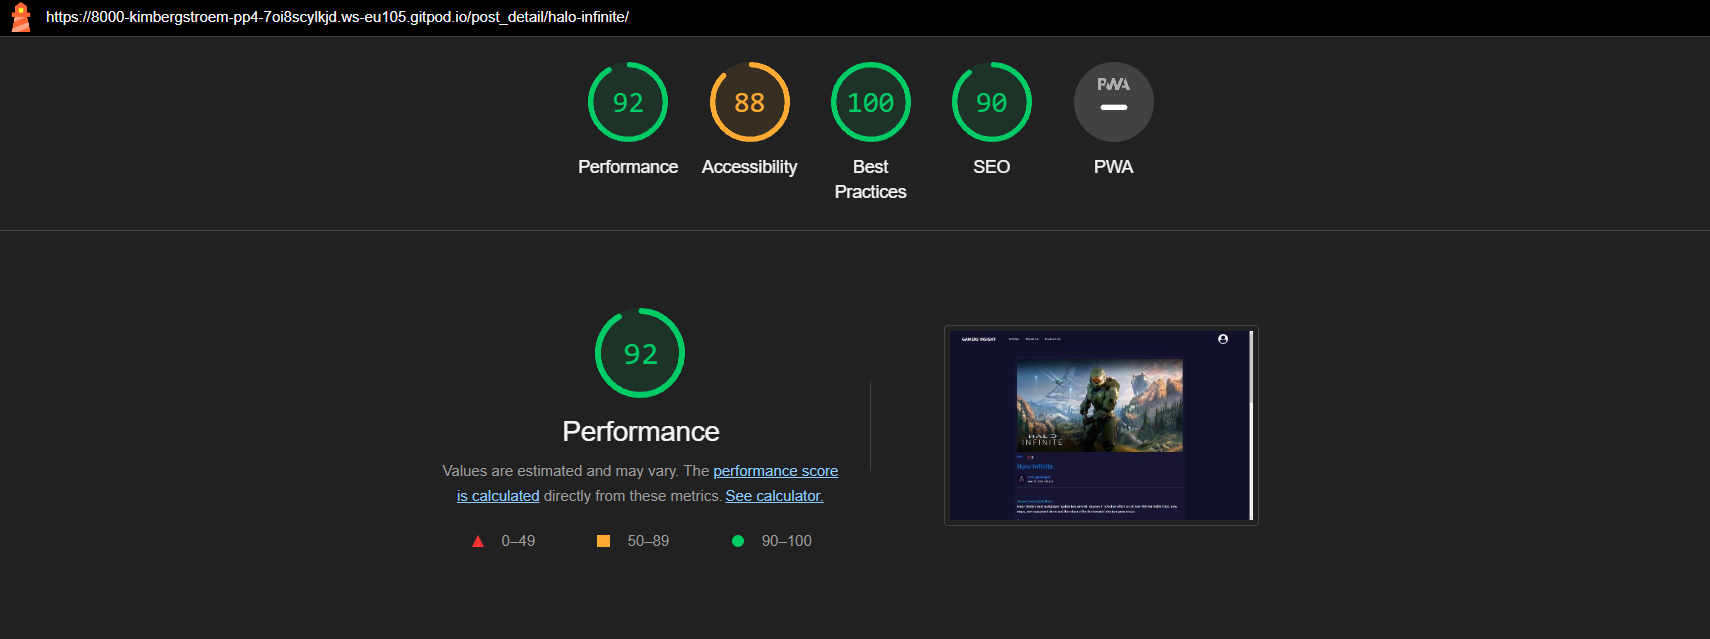 https://8000-kimbergstroem-pp4-7oi8scylkjd.ws-eu105.gitpod.io/post_detail/halo-infinite/
92
88
100
90
PWA
Performance
Accessibility
Best
Practices
SEO
PWA
92
Performance
Values are estimated and may vary. The performance score
is calculated directly from these metrics. See calculator.
0–49
50–89
90–100
GAMERS INSIGHT
HALO
INFINITE
Halo Infinite